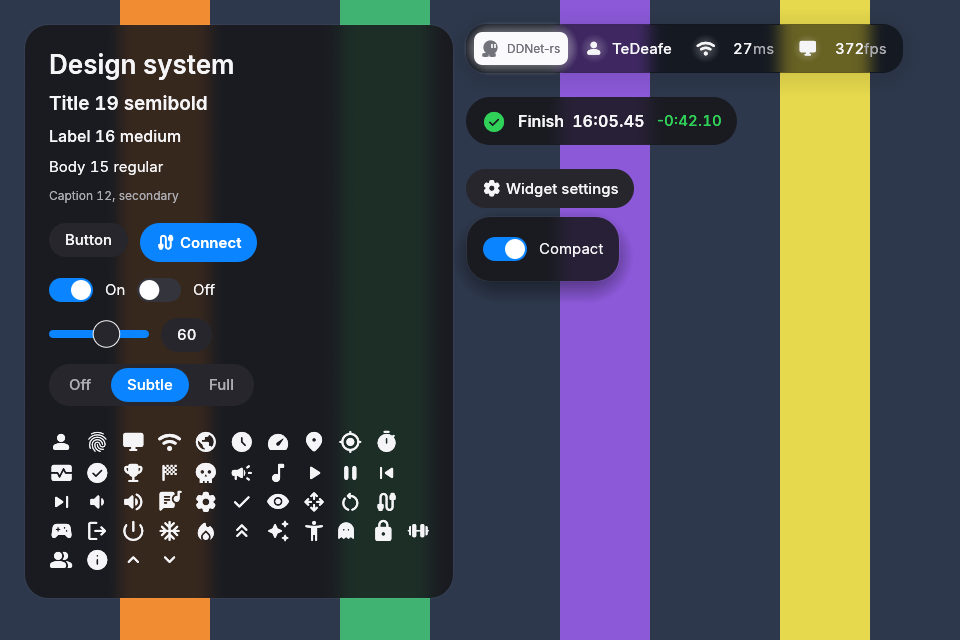 Design system
Title 19 semibold
Label 16 medium
Body 15 regular
Caption 12, secondary
Button
Connect
On
Off
60
Off Subtle Full
DDNet-rs TeDeafe 27ms 372fps
Finish 16:05.45 -0:42.10
Widget settings
Compact